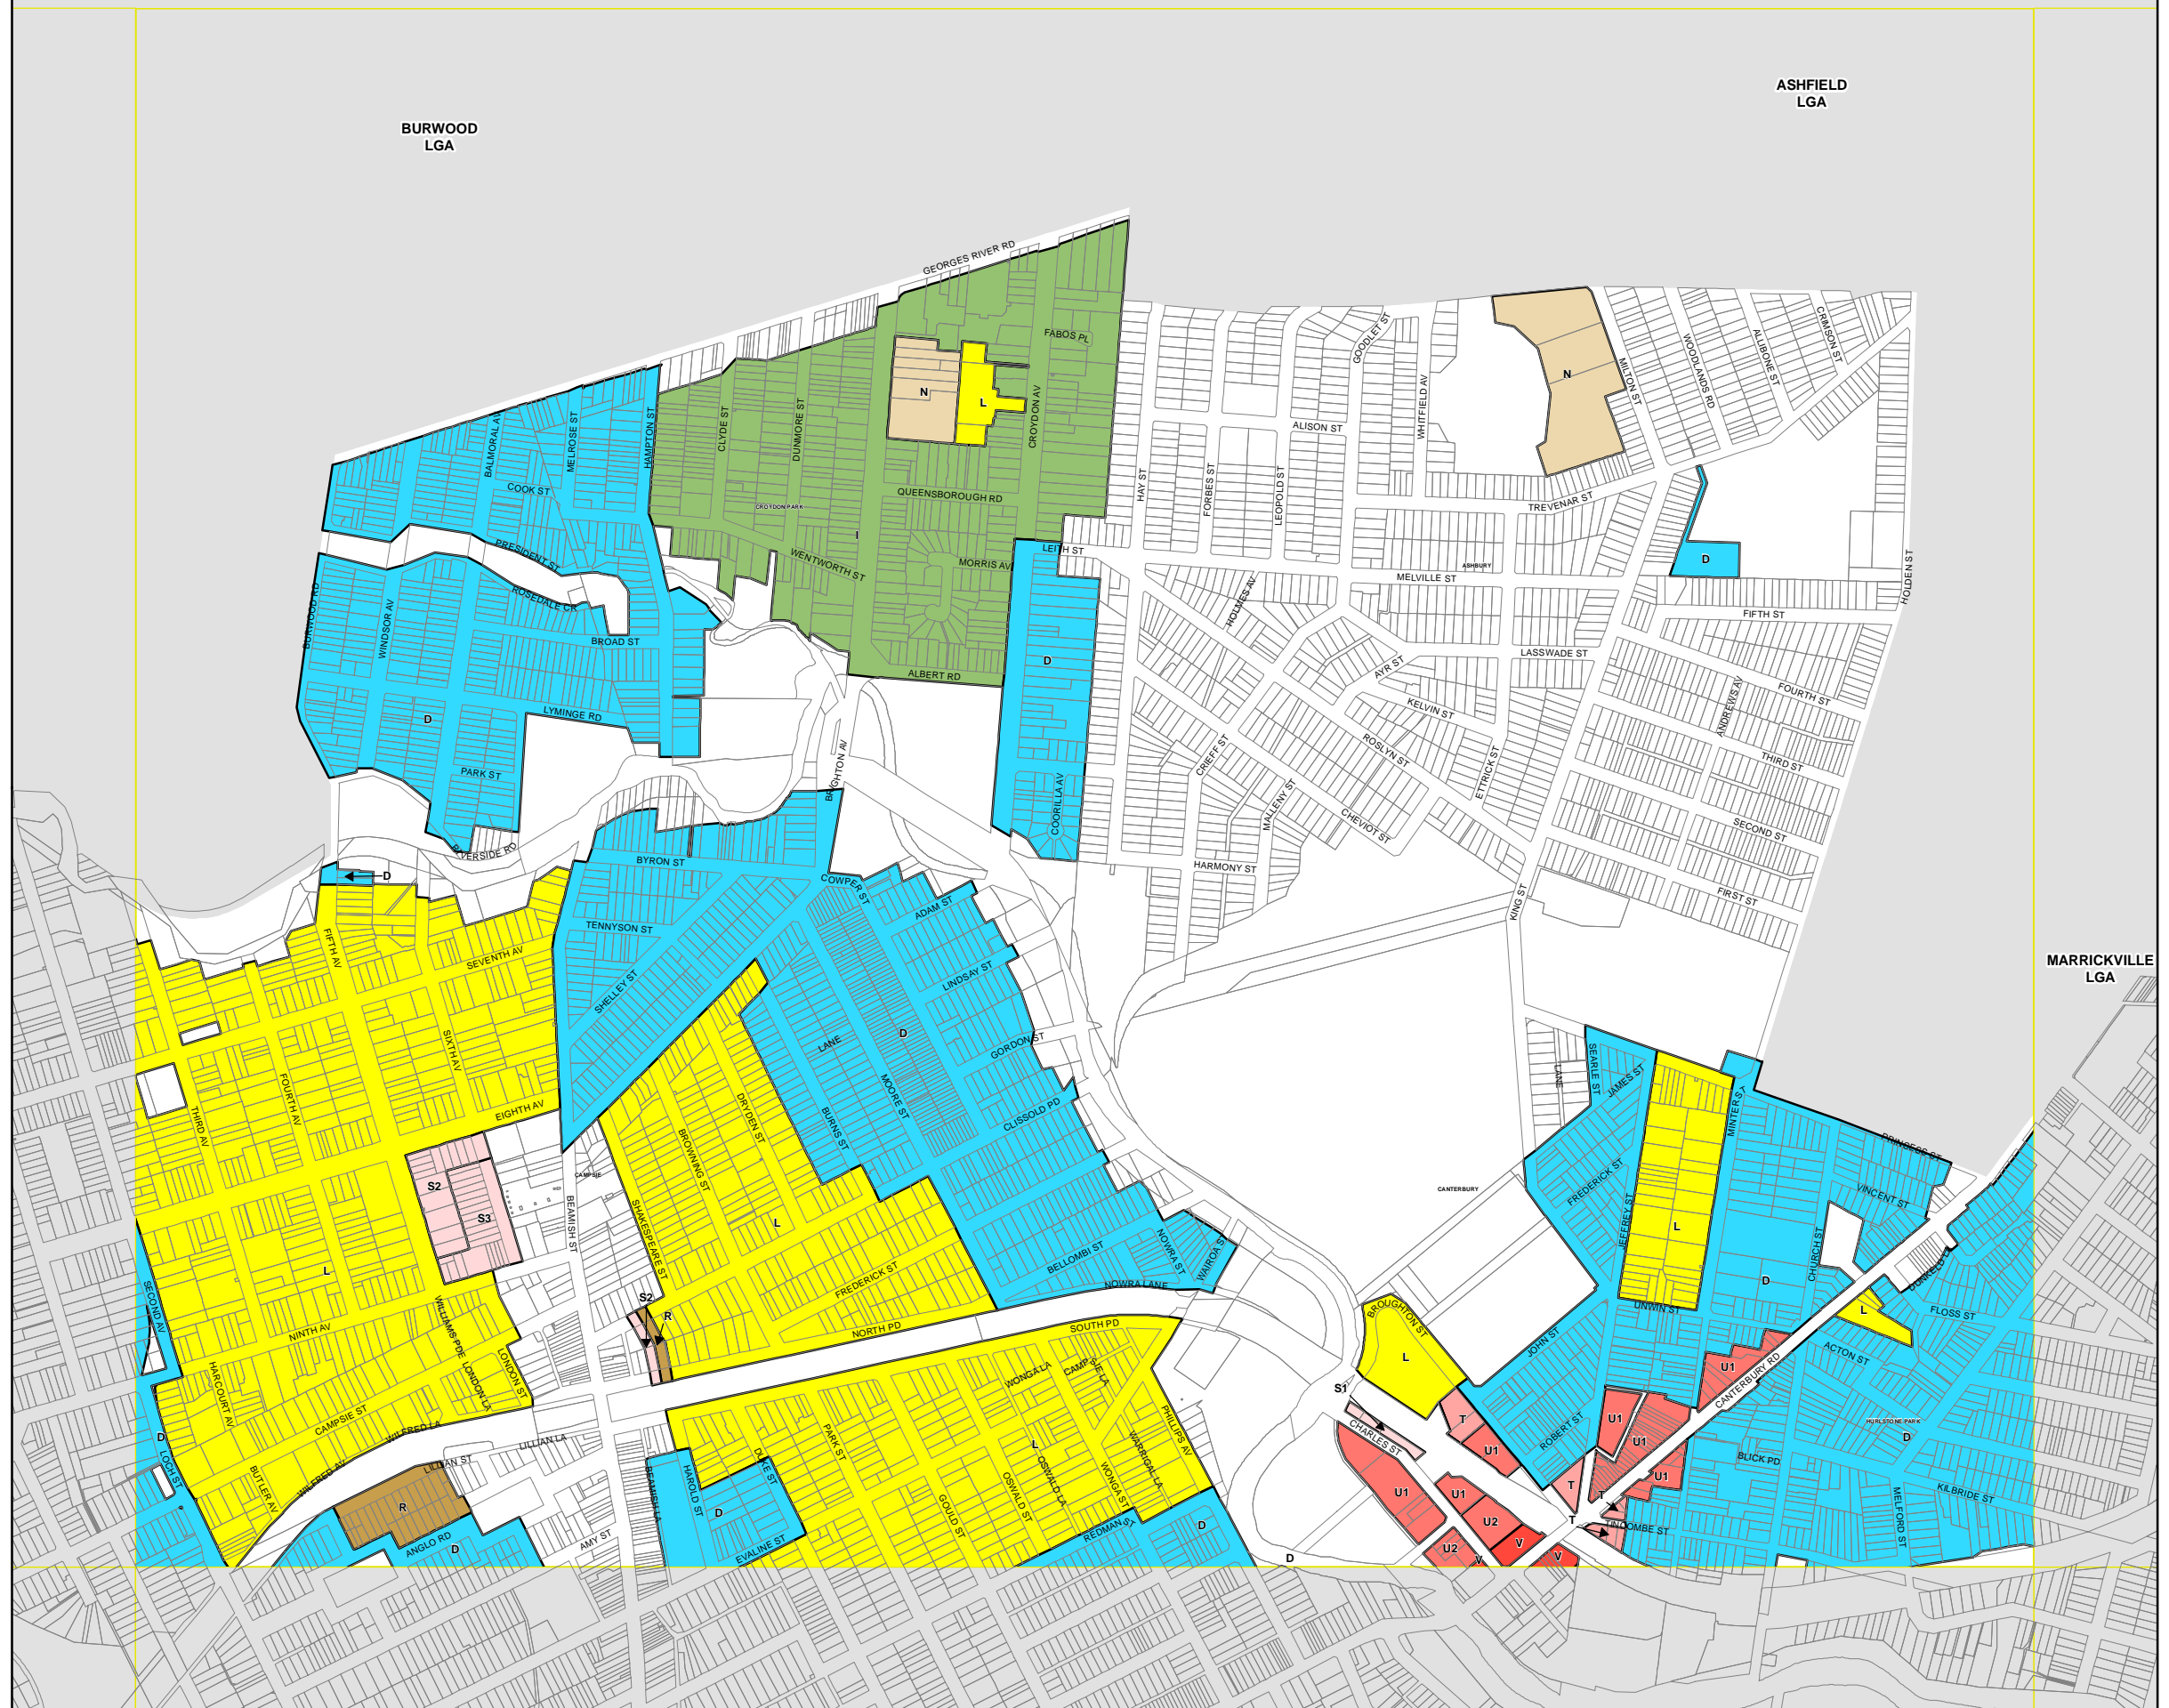 ASHFIELD
LGA
BURWOOD
LGA
GEORGES RIVER RD
FABOS PL
GOODLET ST
CRIMSON ST
ALLIBONE ST
WOODLANDS RD
MILTON ST
N
N
L
CROYDON AV
WHITFIELD AV
ALISON ST
BALMORAL AV
MELROSE ST
HAMPTON ST
CLYDE ST
DUNMORE ST
COOK ST
QUEENSBOROUGH RD
CROYDON PARK
HAY ST
FORBES ST
LEOPOLD ST
TREVENAR ST
I
PRESIDENT ST
WENTWORTH ST
MORRIS AV
LEITH ST
ASHBURY
MELVILLE ST
D
HOLDEN ST
ROSEDALE CR
HOLMES AV
FIFTH ST
BURWOOD RD
WINDSOR AV
BROAD ST
LASSWADE ST
D
AYR ST
ALBERT RD
FOURTH ST
ANDREWS AV
KELVIN ST
D
LYMINGE RD
ROSLYN ST
CRIEFF ST
THIRD ST
PARK ST
BRIGHTON AV
ETTRICK ST
COORILLA AV
MALLENY ST
CHEVIOT ST
SECOND ST
RIVERSIDE RD
BYRON ST
HARMONY ST
D
COWPER ST
ADAM ST
KING ST
FIRST ST
TENNYSON ST
FIFTH AV
SEVENTH AV
LINDSAY ST
MARRICKVILLE
LGA
SHELLEY ST
D
SIXTH AV
LANE
GORDON ST
SEARLE ST
JAMES ST
LANE
FOURTH AV
MOORE ST
EIGHTH AV
THIRD AV
DRYDEN ST
BURNS ST
CLISSOLD PD
MINTER ST
PRINCESS ST
BROWNING ST
CAMPSIE
CANTERBURY
FREDERICK ST
VINCENT ST
S2
S3
BEAMISH ST
SHAKESPEARE ST
L
JEFFREY ST
L
CHURCH ST
BELLOMBI ST
NOWRA ST
WAIROA ST
L
FREDERICK ST
NOWRA LANE
D
DUNKELD
SECOND AV
S2
R
UNWIN ST
L
FLOSS ST
NINTH AV
WILLIAMS PDE
NORTH PD
SOUTH PD
BROUGHTON ST
JOHN ST
ACTON ST
L
U1
CANTERBURY RD
HARCOURT AV
LONDON LA
LONDON ST
WONGA LA
CAMPSIE LA
S1
CAMPSIE ST
WILFRED LA
PHILLIPS AV
CHARLES ST
T
U1
HURLSTONE PARK
D
D
LILLIAN LA
PARK ST
L
WARRIGAL LA
ROBERT ST
U1
U1
BLICK PD
LOCH ST
LILLIAN ST
WILFRED AV
BUTLER AV
DUKE ST
HAROLD ST
BEAMISH LA
OSWALD LA
OSWALD ST
WONGA ST
T
U1
U1
U1
T
KILBRIDE ST
MELFORD ST
R
D
GOULD ST
REDMAN ST
D
U2
T
TINCOMBE ST
ANGLO RD
D
AMY ST
EVALINE ST
D
U2
V
V
V